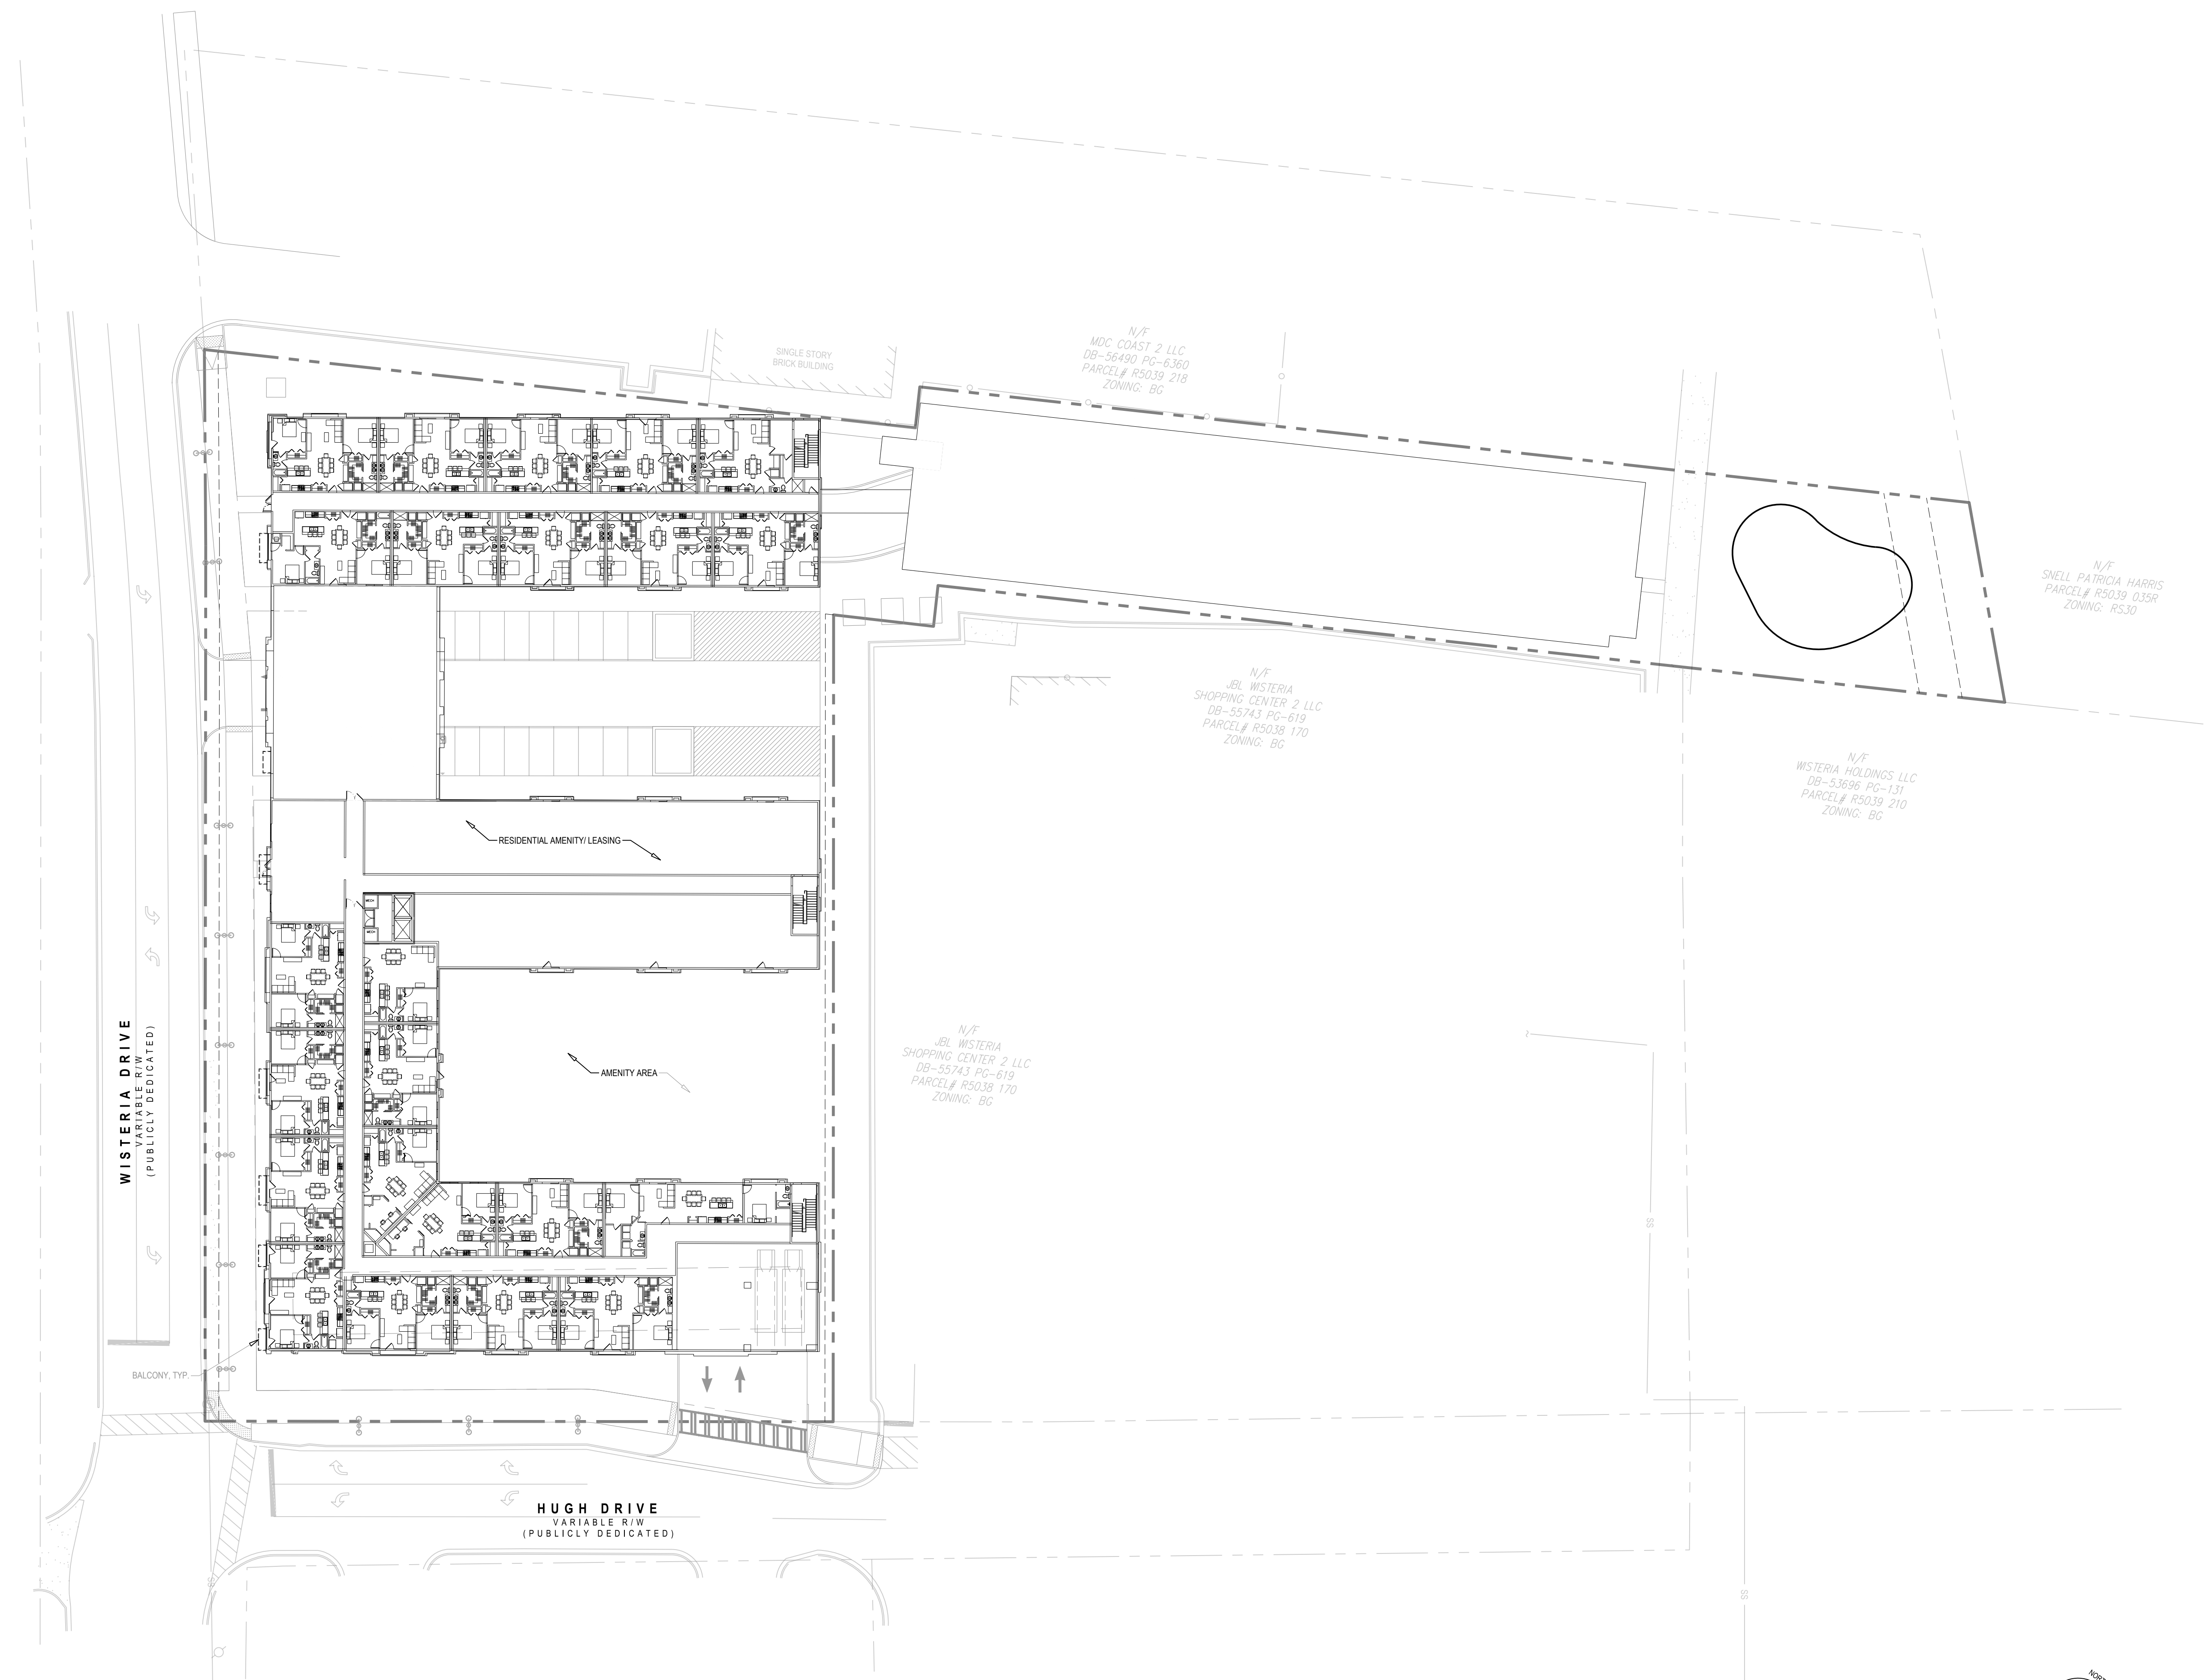 SINGLE STORY
BRICK BUILDING
N/F
MDC COAST 2 LLC
DB-56490 PG-6360
PARCEL# R5039 218
ZONING: BG
N/F
SNELL PATRICIA HARRIS
PARCEL# R5039 035R
ZONING: RS30
N/F
JBL WISTERIA
SHOPPING CENTER 2 LLC
DB-55743 PG-619
PARCEL# R5038 170
ZONING: BG
N/F
WISTERIA HOLDINGS LLC
DB-53696 PG-131
PARCEL# R5039 210
ZONING: BG
RESIDENTIAL AMENITY/ LEASING
MECH
MECH
WISTERIA DRIVE
VARIABLE R/W
(PUBLICLY DEDICATED)
AMENITY AREA
N/F
JBL WISTERIA
SHOPPING CENTER 2 LLC
DB-55743 PG-619
PARCEL# R5038 170
ZONING: BG
SS
BALCONY, TYP.
HUGH DRIVE
VARIABLE R/W
(PUBLICLY DEDICATED)
SS
SS